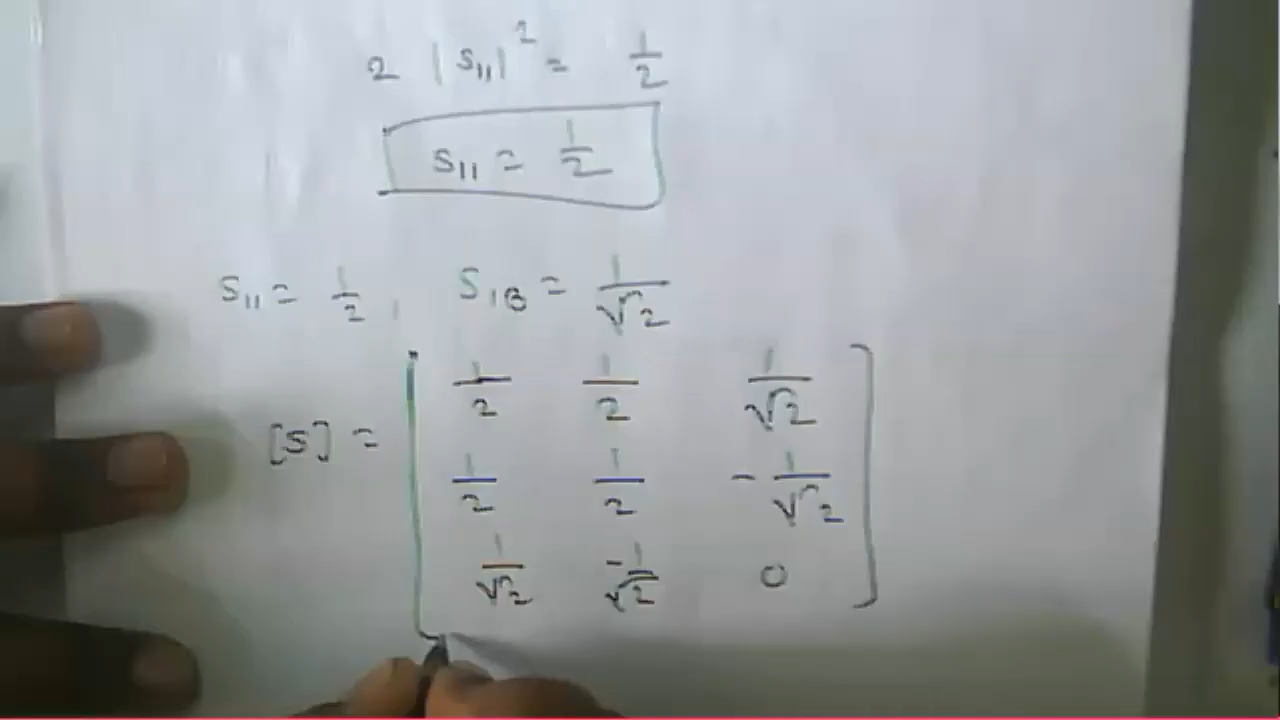 2 |S₁₁|² = 1/2
S₁₁ = 1/2
S₁₁ = 1/2, S₁₃ = 1/√2
[S] = [ 1/2 1/2 1/√2
1/2 1/2 -1/√2
1/√2 -1/√2 0 ]